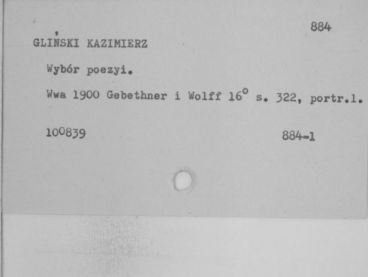 884
GLIŃSKI KAZIMIERZ
Wybór poezyi.
Wwa 1900 Gebethner i Wolff 16° s. 322, portr.1.
100839 884-1